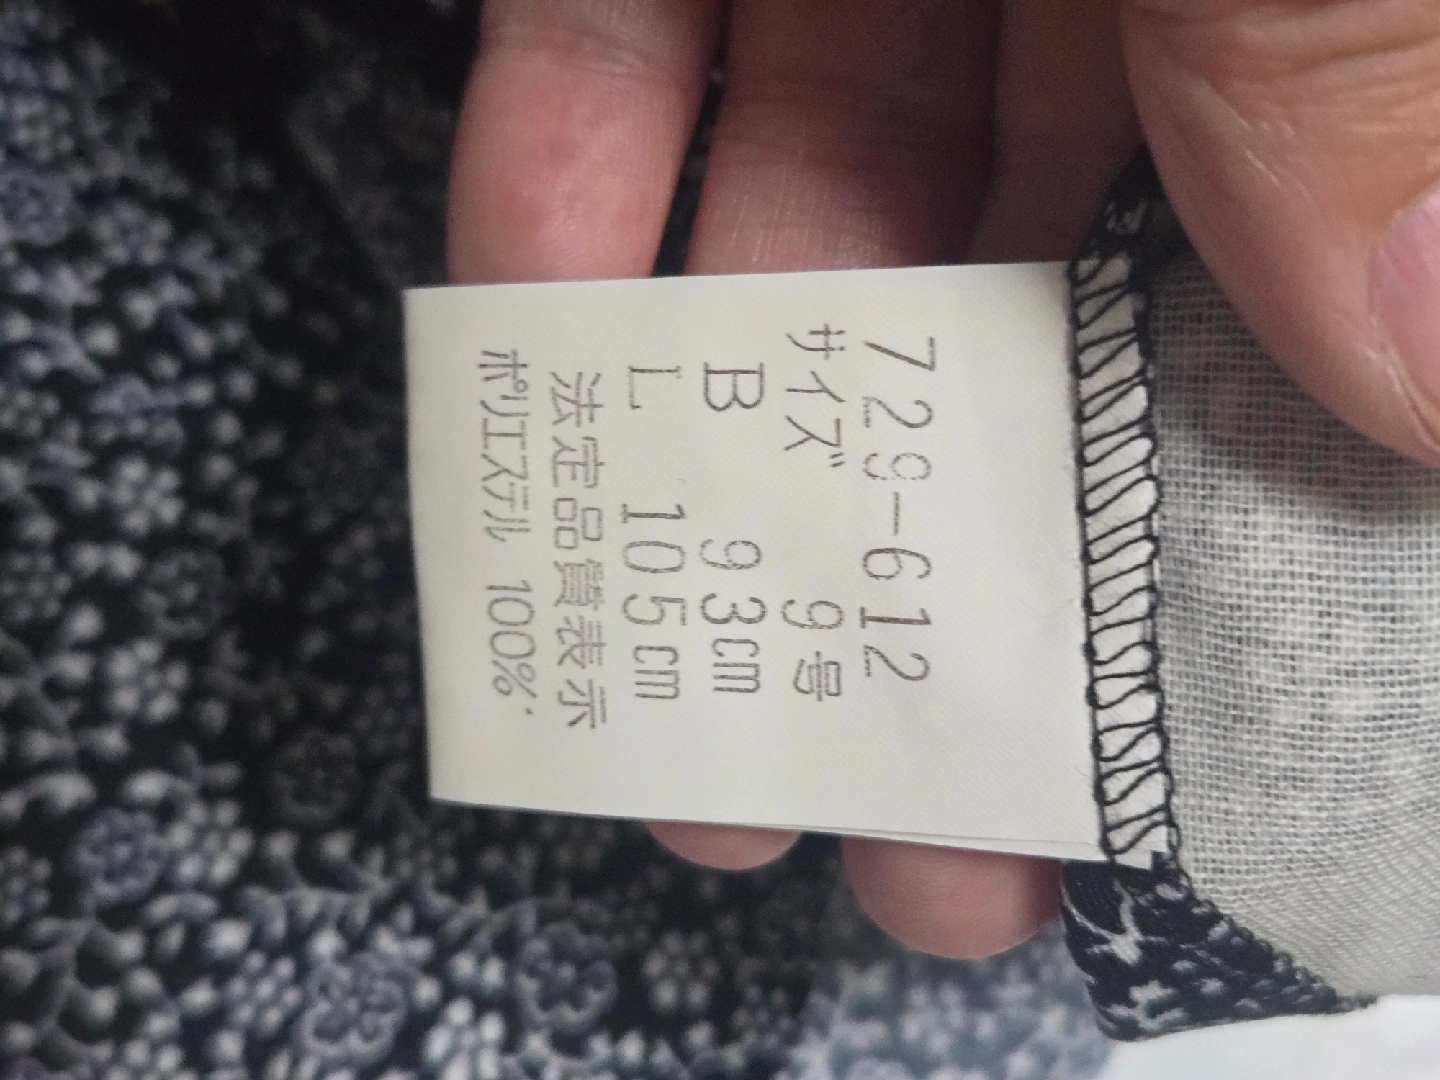 729-612
サイズ 9号
B 93cm
L 105cm
法定品質表示
ポリエステル 100%